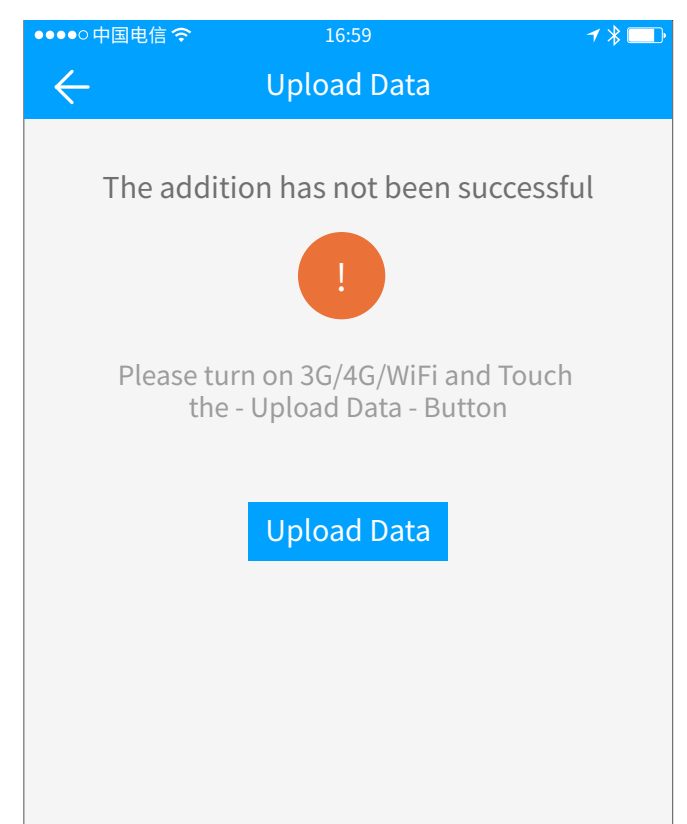 中国电信 16:59
Upload Data
The addition has not been successful
!
Please turn on 3G/4G/WiFi and Touch
the - Upload Data - Button
Upload Data